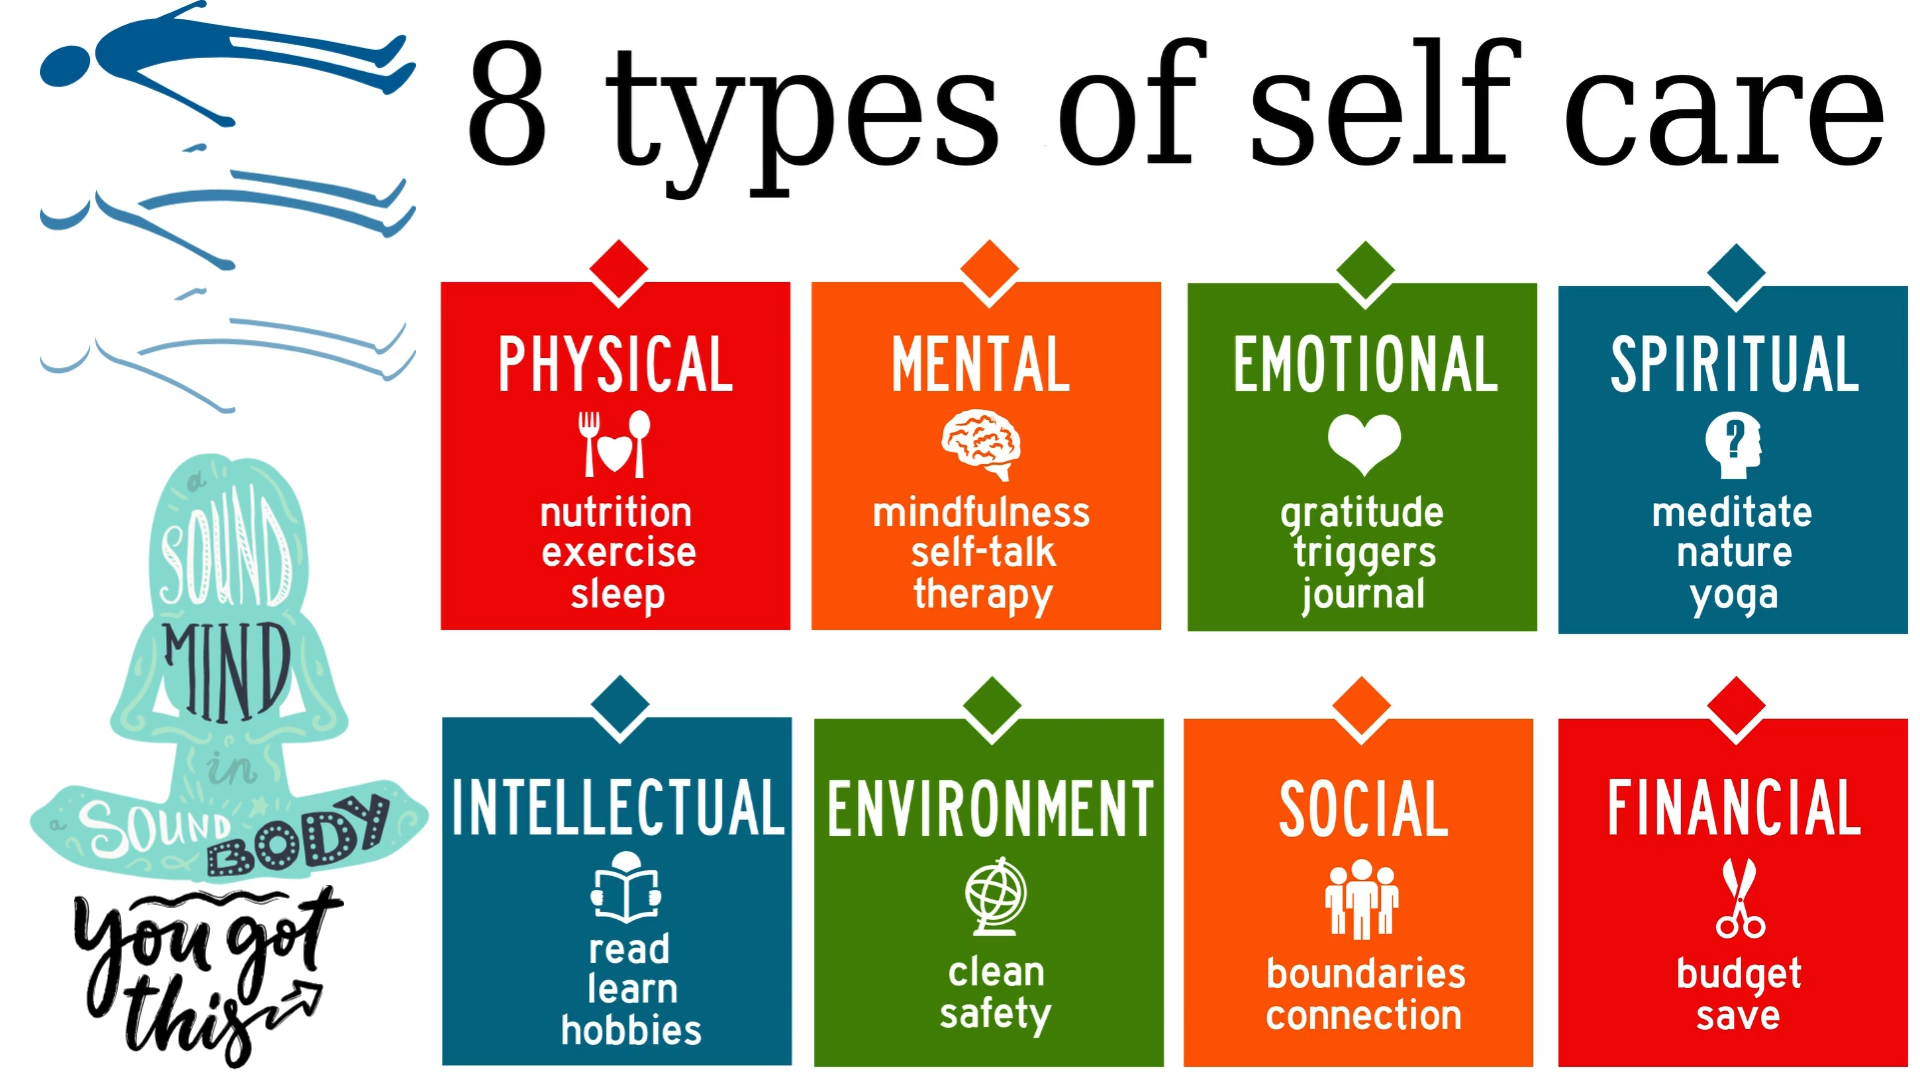 8 types of self care
PHYSICAL
nutrition
exercise
sleep
MENTAL
mindfulness
self-talk
therapy
EMOTIONAL
gratitude
triggers
journal
SPIRITUAL
?
meditate
nature
yoga
INTELLECTUAL
read
learn
hobbies
ENVIRONMENT
clean
safety
SOCIAL
boundaries
connection
FINANCIAL
budget
save
a
SOUND
MIND
in
a SOUND BODY
you got
this